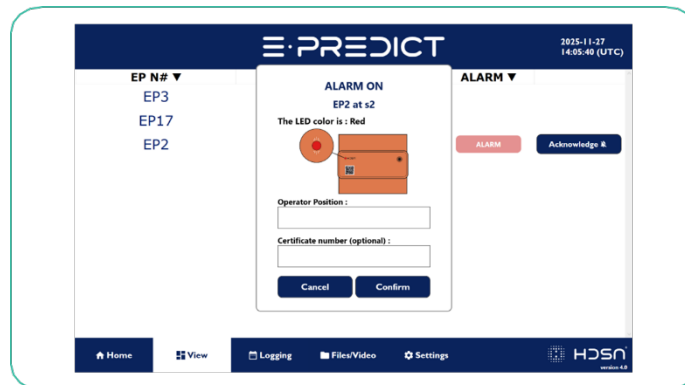 E·PREDICT
2025-11-27
14:05:40 (UTC)
EP N# ▼
ALARM ▼
EP3
EP17
EP2
ALARM
Acknowledge &
ALARM ON
EP2 at s2
The LED color is : Red
Operator Position :
Certificate number (optional) :
Cancel
Confirm
Home
View
Logging
Files/Video
Settings
HDSN
version 4.0